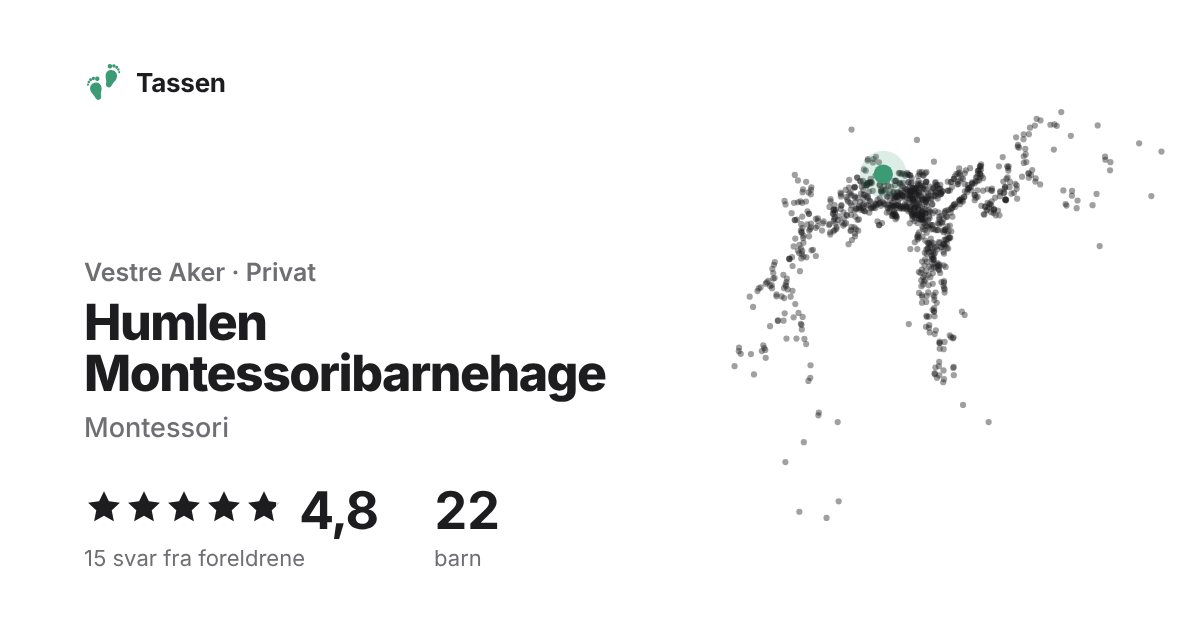 Tassen
Vestre Aker · Privat
Humlen
Montessoribarnehage
Montessori
4,8
22
15 svar fra foreldrene
barn